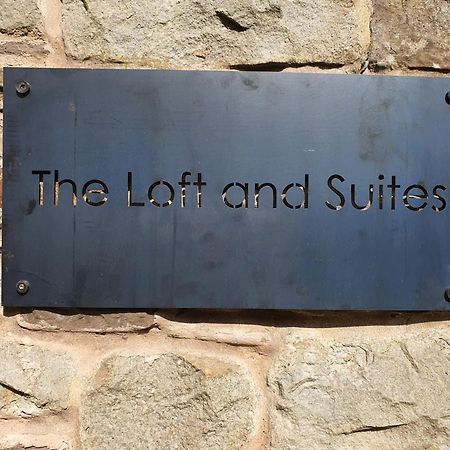 The Loft and Suites